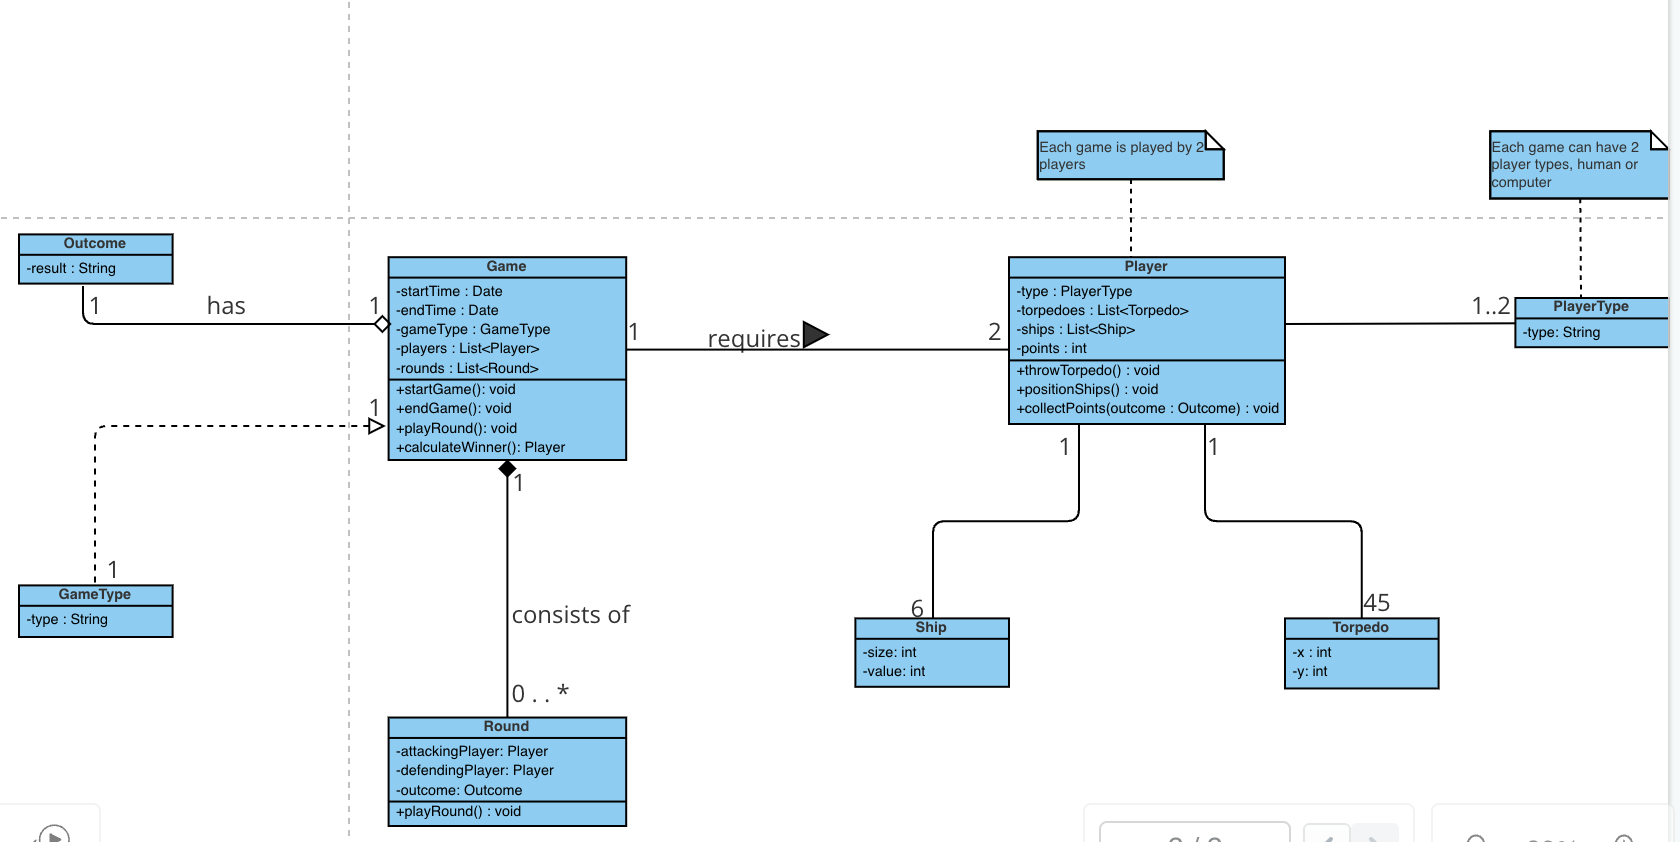 Each game is played by 2
players
Each game can have 2
player types, human or
computer
Outcome
-result : String
1
has
1
Game
-startTime : Date
-endTime : Date
-gameType : GameType
-players : List<Player>
-rounds : List<Round>
+startGame(): void
+endGame(): void
+playRound(): void
+calculateWinner(): Player
1
requires
2
Player
-type : PlayerType
-torpedoes : List<Torpedo>
-ships : List<Ship>
-points : int
+throwTorpedo() : void
+positionShips() : void
+collectPoints(outcome : Outcome) : void
1..2
PlayerType
-type: String
1
1
GameType
-type : String
1
consists of
0 . . *
Round
-attackingPlayer: Player
-defendingPlayer: Player
-outcome: Outcome
+playRound() : void
1
6
Ship
-size: int
-value: int
1
45
Torpedo
-x : int
-y: int